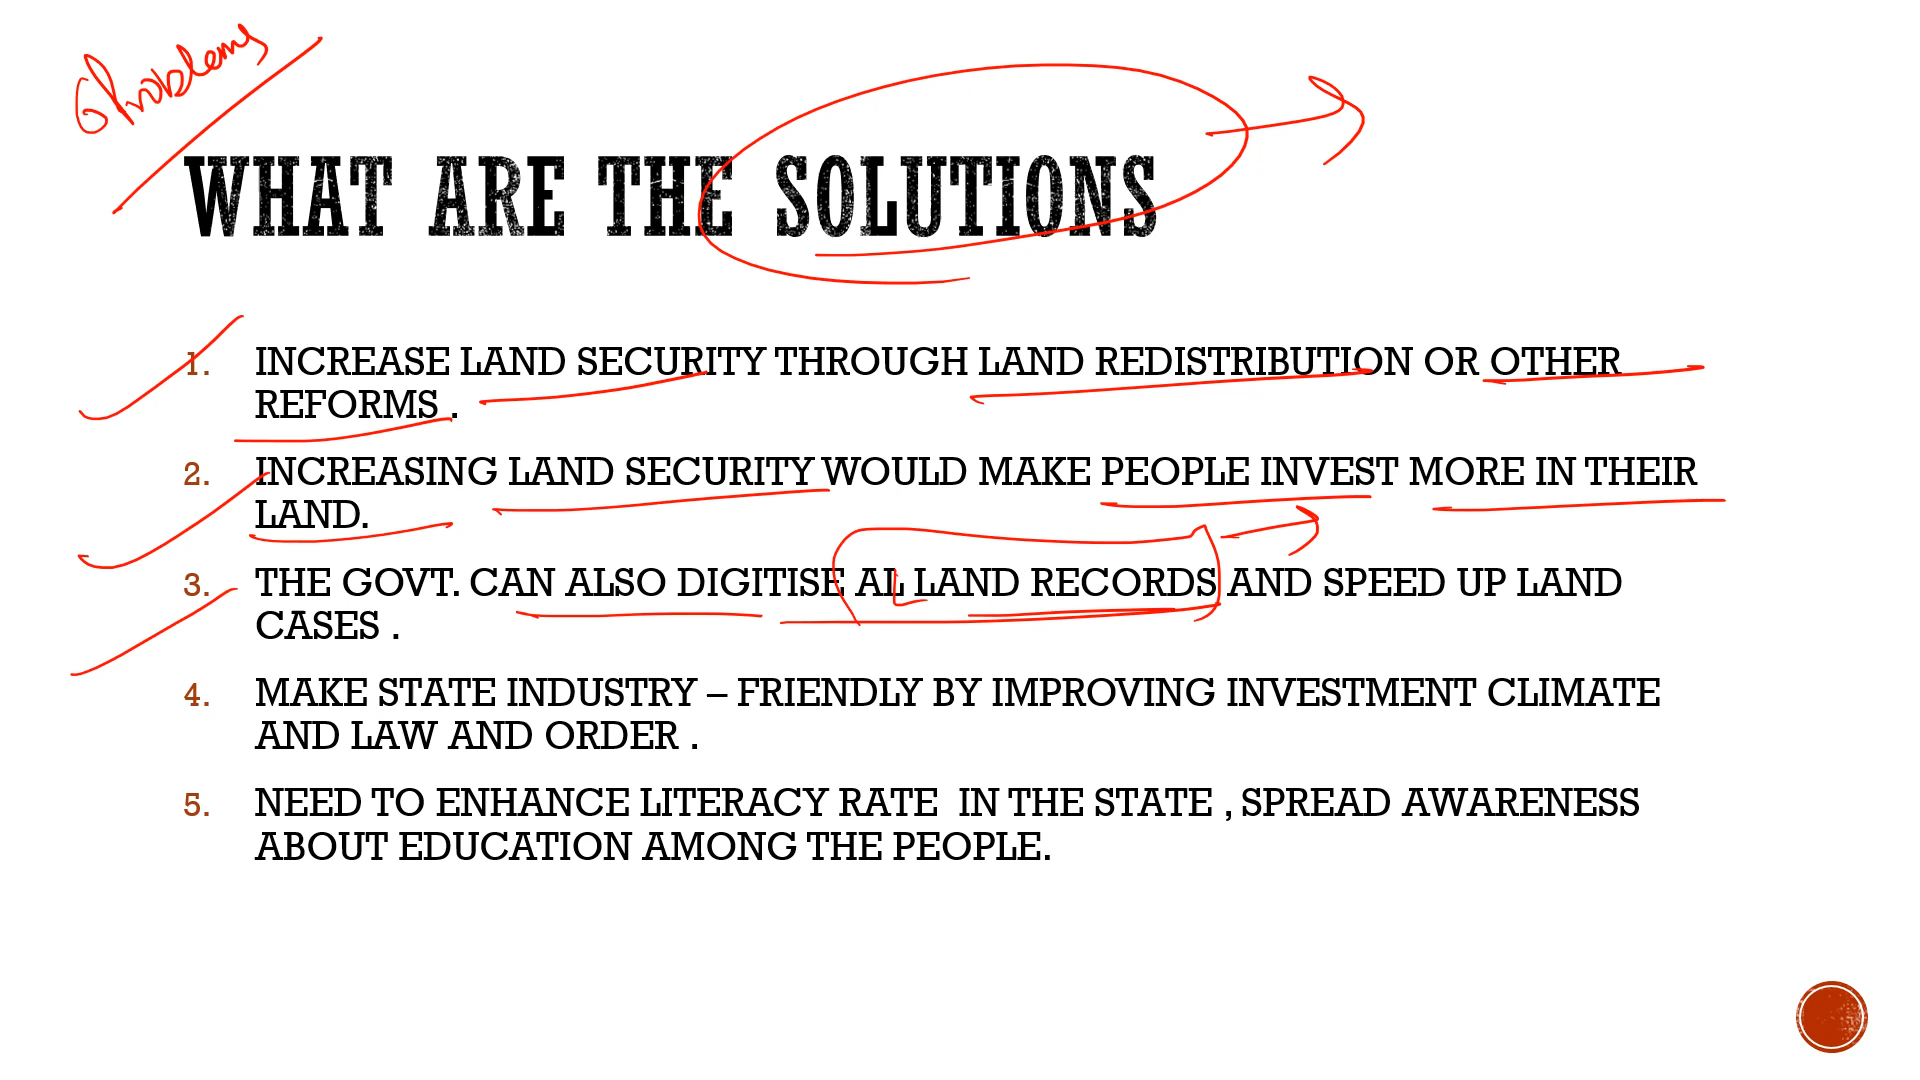 Problems
WHAT ARE THE SOLUTIONS
1. INCREASE LAND SECURITY THROUGH LAND REDISTRIBUTION OR OTHER
REFORMS .
2. INCREASING LAND SECURITY WOULD MAKE PEOPLE INVEST MORE IN THEIR
LAND.
3. THE GOVT. CAN ALSO DIGITISE AL LAND RECORDS AND SPEED UP LAND
CASES .
4. MAKE STATE INDUSTRY – FRIENDLY BY IMPROVING INVESTMENT CLIMATE
AND LAW AND ORDER .
5. NEED TO ENHANCE LITERACY RATE  IN THE STATE , SPREAD AWARENESS
ABOUT EDUCATION AMONG THE PEOPLE.